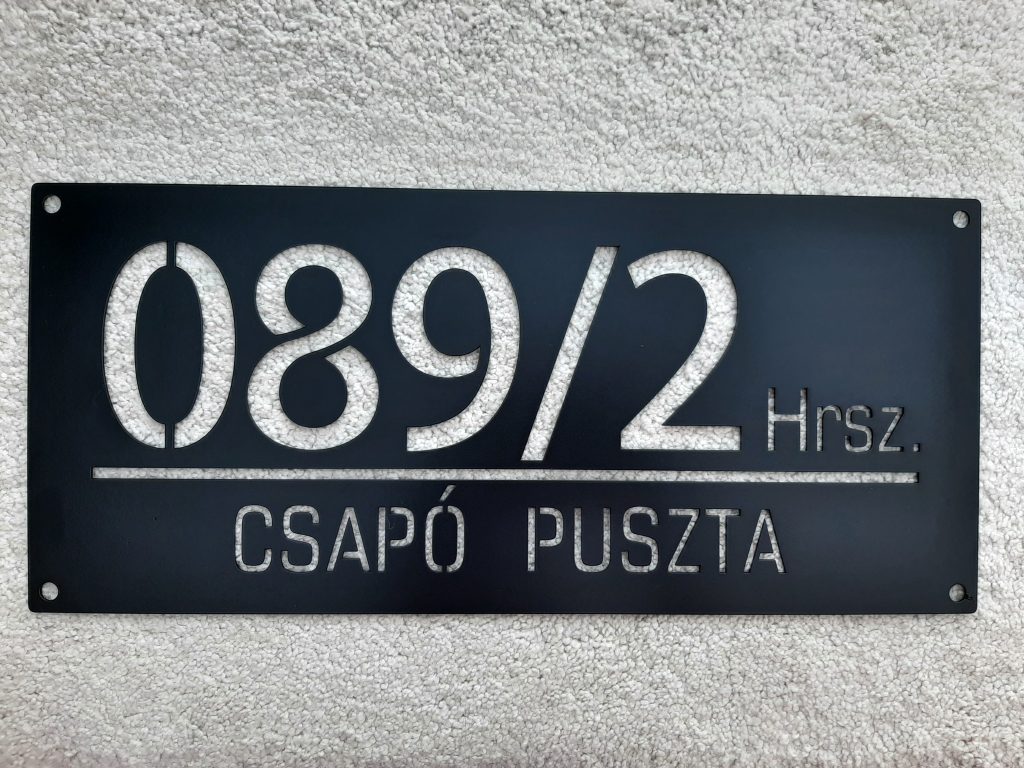 089/2 Hrsz.
CSAPÓ PUSZTA